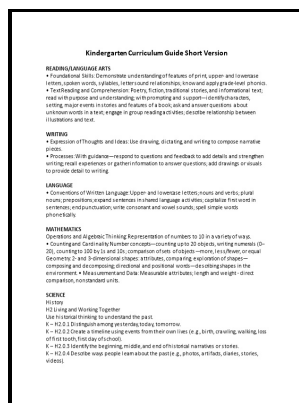 Kindergarten Curriculum Guide Short Version
READING/LANGUAGE ARTS
• Foundational Skills: Demonstrate understanding of features of print, upper and lowercase
letters, spoken words, syllables, letter sound relationships, know and apply grade-level phonics.
• Text Reading and Comprehension: Poetry, fiction, traditional stories, and informational text;
read with purpose and understanding; with prompting and support—identify characters,
setting, major events in stories and features of a book; ask and answer questions about
unknown words in a text; engage in group reading activities, describe relationship between
illustrations and text.
WRITING
• Expression of Thoughts and Ideas: Use drawing, dictating, and writing to compose narrative
pieces.
• Processes: With guidance—respond to questions and feedback to add details and strengthen
writing; recall experiences or gather information to answer questions, add drawings or visuals
to provide detail to writing.
LANGUAGE
• Conventions of Written Language: Upper- and lowercase letters; nouns and verbs; plural
nouns; prepositions; expand sentences in shared language activities; capitalize first word in
sentences; end punctuation; write consonant and vowel sounds; spell simple words
phonetically.
MATHEMATICS
Operations and Algebraic Thinking Representation of numbers to 10 in a variety of ways.
• Counting and Cardinality Number concepts—counting up to 20 objects, writing numerals (0–
20), counting to 100 by 1s and 10s; comparison of sets of objects—more, less/fewer, or equal
Geometry: 2- and 3-dimensional shapes; attributes, comparing, exploration of shapes—
composing and decomposing; directional and positional words—describing shapes in the
environment. • Measurement and Data: Measurable attributes; length and weight - direct
comparison, nonstandard units.
SCIENCE
History
H2 Living and Working Together
Use historical thinking to understand the past.
K – H2.0.1 Distinguish among yesterday, today, tomorrow.
K – H2.0.2 Create a timeline using events from their own lives (e.g., birth, crawling, walking, loss
of first tooth, first day of school).
K – H2.0.3 Identify the beginning, middle, and end of historical narratives or stories.
K – H2.0.4 Describe ways people learn about the past (e.g., photos, artifacts, diaries, stories,
videos).